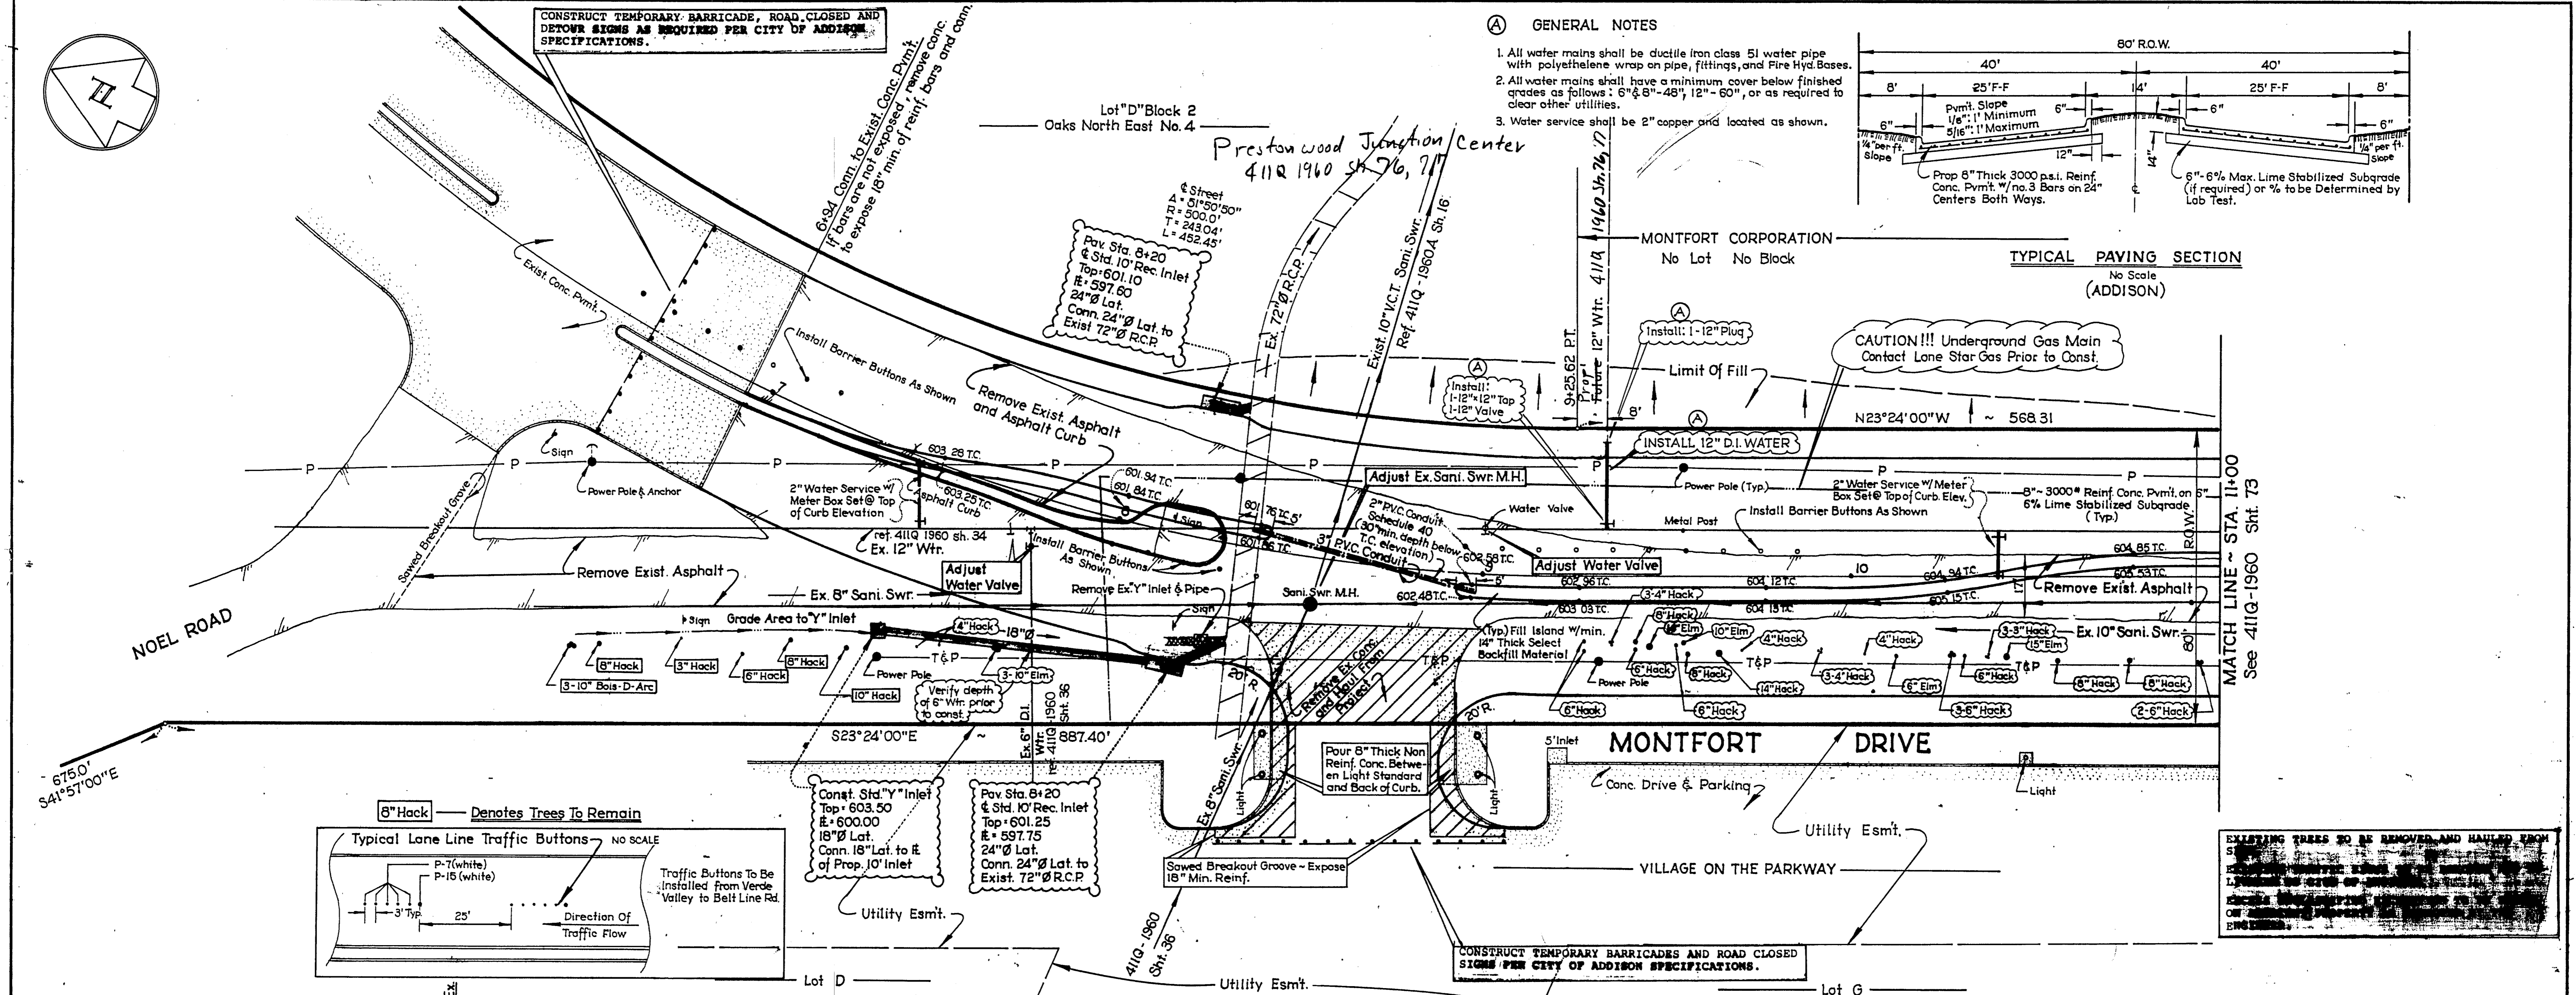 CONSTRUCT TEMPORARY BARRICADE, ROAD CLOSED AND
DETOUR SIGNS AS REQUIRED PER CITY OF ADDISON
SPECIFICATIONS.
6+94 Conn. to Exist. Conc. Pvm't.
If bars are not exposed, remove conc.
to expose 18" min. of reinf. bars and conn.
Lot "D" Block 2
Oaks North East No. 4
Prestonwood Junction Center
411Q 1960 sh 76, 77
Ⓐ GENERAL NOTES
1. All water mains shall be ductile iron class 51 water pipe
with polyethelene wrap on pipe, fittings, and Fire Hyd. Bases.
2. All water mains shall have a minimum cover below finished
grades as follows: 6" & 8"-48", 12"-60", or as required to
clear other utilities.
3. Water service shall be 2" copper and located as shown.
80' R.O.W.
40'
40'
8'
25' F-F
14'
25' F-F
8'
Pvm't. Slope
1/8": 1' Minimum
5/16": 1' Maximum
6"
6"
6"
6"
1/4" per ft.
Slope
12"
14"
1/4" per ft.
Slope
Prop 8" Thick 3000 p.s.i. Reinf.
Conc. Pvm't. W/ no. 3 Bars on 24"
Centers Both Ways.
℄
6"-6% Max. Lime Stabilized Subgrade
(if required) or % to be Determined by
Lab Test.
TYPICAL PAVING SECTION
No Scale
(ADDISON)
MONTFORT CORPORATION
No Lot No Block
℄ Street
Δ = 51°50'50"
R = 500.0'
T = 243.04'
L = 452.45'
Pav. Sta. 8+20
℄ Std. 10' Rec. Inlet
Top=601.10
℄ = 597.60
24"Ø Lat.
Conn. 24"Ø Lat. to
Exist 72"Ø R.C.P.
Ex. 72"Ø R.C.P.
Exist. 10" V.C.T. Sani. Swr.
Ref. 411Q-1960A Sh. 16
9+25.62 P.T.
Prop.
Future 12" Wtr. 411Q 1960 Sh. 76, 77
8'
Ⓐ
Install: 1-12" Plug
Ⓐ
Install:
1-12"x12" Tap
1-12" Valve
Limit Of Fill
CAUTION!!! Underground Gas Main
Contact Lone Star Gas Prior to Const.
N23°24'00"W ~ 568.31
Ⓐ
INSTALL 12" D.I. WATER
Exist Conc. Pvm't.
Install Barrier Buttons As Shown
Remove Exist. Asphalt
and Asphalt Curb
7
P
P
P
P
P
P
P
Sign
Power Pole & Anchor
Sawed Breakout Grove
603.28 T.C.
603.25 T.C.
Asphalt Curb
601.94 T.C.
601.84 T.C.
8
Sign
601.76 T.C.
5'
601.66 T.C.
2" Water Service W/
Meter Box Set @ Top
of Curb Elevation
ref. 411Q 1960 sh. 34
Ex. 12" Wtr.
Adjust Ex. Sani. Swr. M.H.
2" P.V.C. Conduit
Schedule 40
(30" min. depth below
T.C. elevation)
3" P.V.C. Conduit
Water Valve
Power Pole (Typ.)
Metal Post
Install Barrier Buttons As Shown
2" Water Service W/ Meter
Box Set @ Top of Curb. Elev.
8"~3000# Reinf. Conc. Pvm't. on 6"
6% Lime Stabilized Subgrade
(Typ.)
R.O.W.
80'
MATCH LINE ~ STA. 11+00
See 411Q-1960 Sht. 73
602.58 T.C.
5'
602.48 T.C.
Adjust Water Valve
602.96 T.C.
604.12 T.C.
10
604.94 T.C.
604.85 T.C.
605.53 T.C.
603.03 T.C.
604.13 T.C.
605.15 T.C.
17'
Remove Exist. Asphalt
Remove Exist. Asphalt
Adjust
Water Valve
Install Barrier Buttons
As Shown
Remove Ex. "Y" Inlet & Pipe
Ex. 8" Sani. Swr.
Sani. Swr. M.H.
NOEL ROAD
Sign
Grade Area to "Y" Inlet
Sign
8" Hack
3" Hack
6" Hack
8" Hack
10" Hack
3-10" Bois-D-Arc
4" Hack
18"Ø
T&P
Power Pole
3-10" Elm
Verify depth
of 6" Wtr. prior
to const.
20' R.
T&P
Remove Ex. Conc.
and Haul From
Project
(Typ.) Fill Island W/ min.
14" Thick Select
Backfill Material
3-4" Hack
8" Hack
10" Elm
4" Hack
4" Hack
3-3" Hack
15" Elm
Ex. 10" Sani. Swr.
T&P
T&P
6" Hack
8" Hack
Power Pole
14" Hack
3-4" Hack
6" Elm
6" Hack
8" Hack
8" Hack
6" Hack
6" Hack
3-6" Hack
2-6" Hack
20' R.
675.0'
S41°57'00"E
S23°24'00"E ~ 887.40'
Ex. 6" D.I.
Wtr.
ref. 411Q-1960
Sht. 36
Ex. 8" Sani. Swr.
Light
Light
Pour 8" Thick Non
Reinf. Conc. Betwe-
en Light Standard
and Back of Curb.
5' Inlet
MONTFORT DRIVE
Conc. Drive & Parking
Light
Utility Esm't.
Const. Std. "Y" Inlet
Top = 603.50
℄ = 600.00
18"Ø Lat.
Conn. 18" Lat. to ℄
of Prop. 10' Inlet
Pav. Sta. 8+20
℄ Std. 10' Rec. Inlet
Top=601.25
℄ = 597.75
24"Ø Lat.
Conn. 24"Ø Lat. to
Exist. 72"Ø R.C.P.
8" Hack — Denotes Trees To Remain
Typical Lane Line Traffic Buttons NO SCALE
P-7 (white)
P-15 (white)
3' Typ.
25'
Direction Of
Traffic Flow
Traffic Buttons To Be
Installed from Verde
Valley to Belt Line Rd.
Sawed Breakout Groove ~ Expose
18" Min. Reinf.
VILLAGE ON THE PARKWAY
EXISTING TREES TO BE REMOVED AND HAULED FROM
ENGINEER.
Utility Esm't.
411Q-1960
Sht. 36
CONSTRUCT TEMPORARY BARRICADES AND ROAD CLOSED
SIGNS PER CITY OF ADDISON SPECIFICATIONS.
Lot D
Utility Esm't.
Lot G
Ex